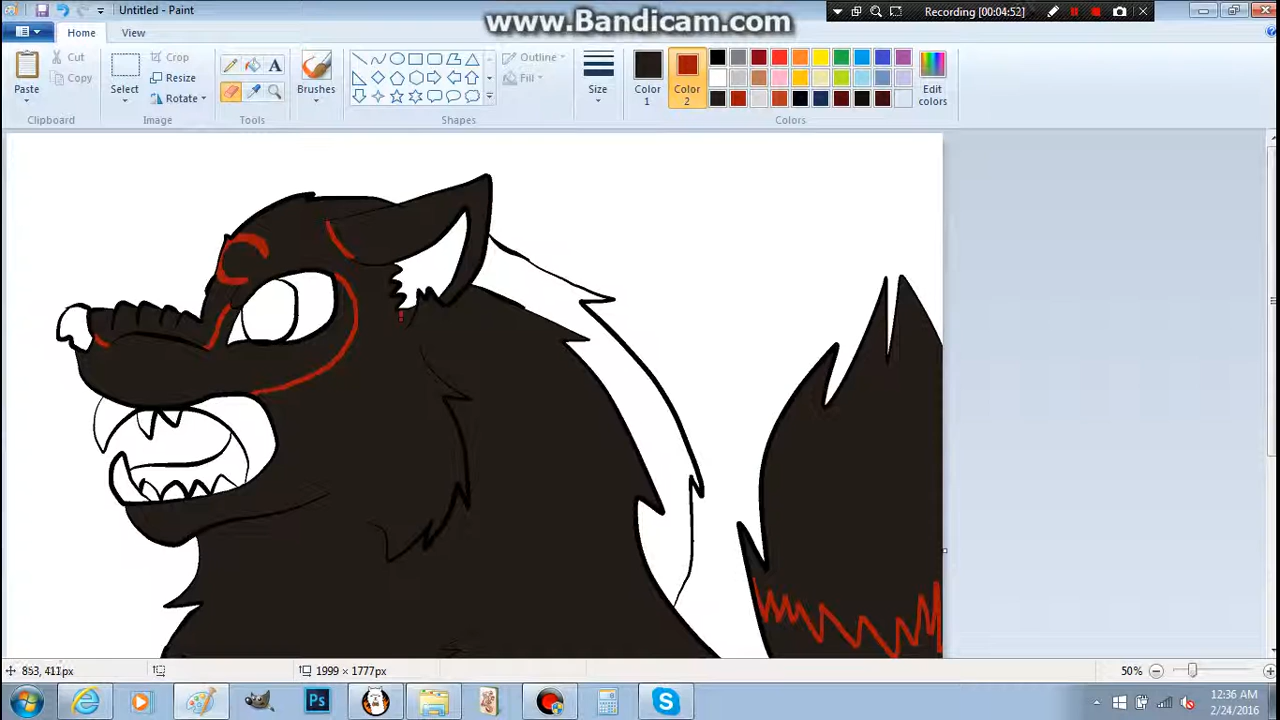 Untitled - Paint
www.Bandicam.com
Recording [00:04:52]
Home
View
Paste
Cut
Copy
Clipboard
Select
Crop
Resize
Rotate
Image
A
Tools
Brushes
Outline
Fill
Shapes
Size
Color 1
Color 2
Edit colors
Colors
853, 411px
1999 × 1777px
50%
Ps
12:36 AM
2/24/2016